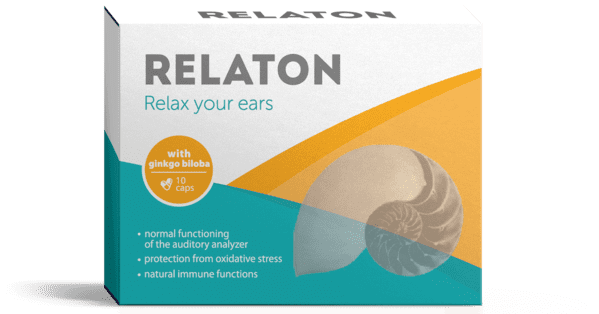 RELATON
RELATON
Relax your ears
with
ginkgo biloba
10
caps
• normal functioning
of the auditory analyzer
• protection from oxidative stress
• natural immune functions